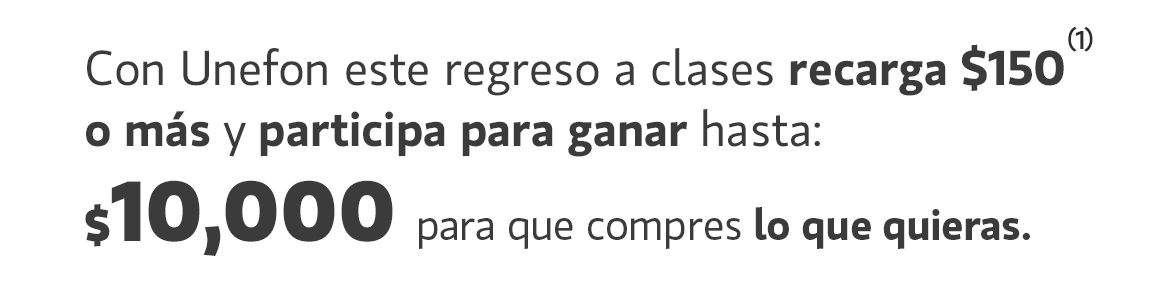 Con Unefon este regreso a clases recarga $150(1)
o más y participa para ganar hasta:
$10,000 para que compres lo que quieras.